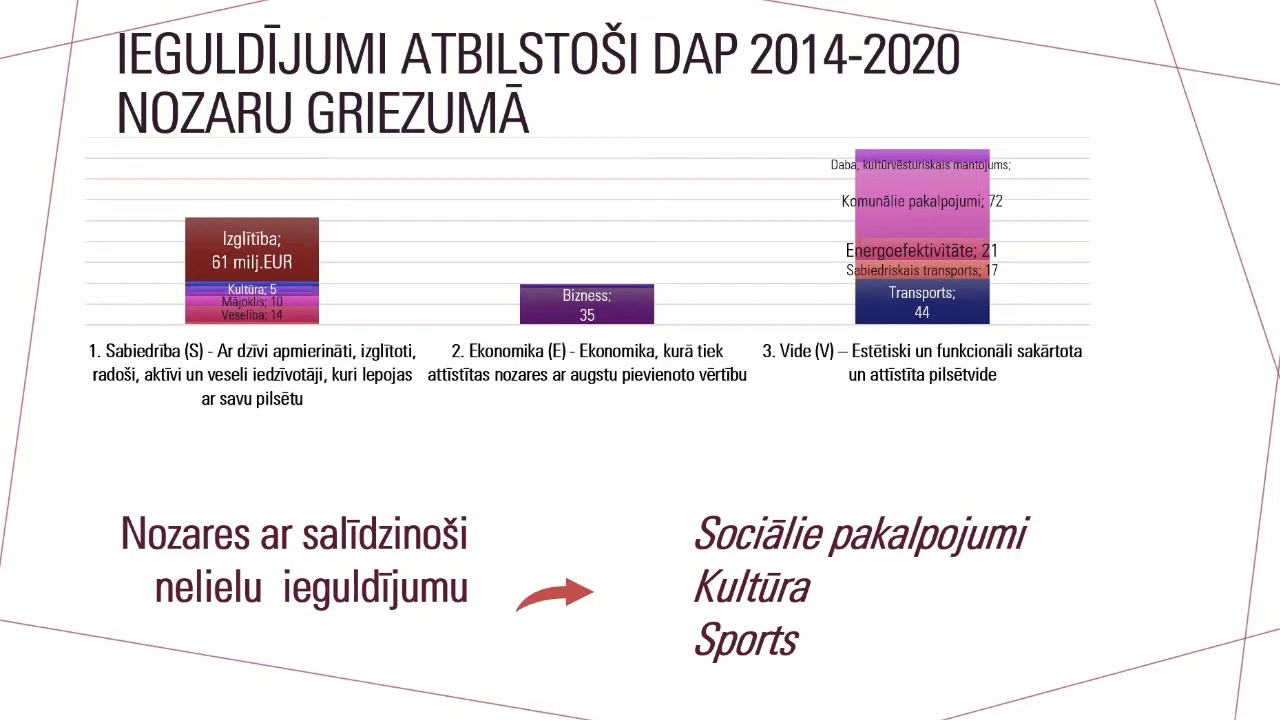 IEGULDĪJUMI ATBILSTOŠI DAP 2014-2020
NOZARU GRIEZUMĀ
Izglītība;
61 milj.EUR
Kultūra; 5
Mājoklis; 10
Veselība; 14
Bizness;
35
Daba, kultūrvēsturiskais mantojums;
Komunālie pakalpojumi; 72
Energoefektivitāte; 21
Sabiedriskais transports; 17
Transports;
44
1. Sabiedrība (S) - Ar dzīvi apmierināti, izglītoti,
radoši, aktīvi un veseli iedzīvotāji, kuri lepojas
ar savu pilsētu
2. Ekonomika (E) - Ekonomika, kurā tiek
attīstītas nozares ar augstu pievienoto vērtību
3. Vide (V) – Estētiski un funkcionāli sakārtota
un attīstīta pilsētvide
Nozares ar salīdzinoši
nelielu ieguldījumu
Sociālie pakalpojumi
Kultūra
Sports